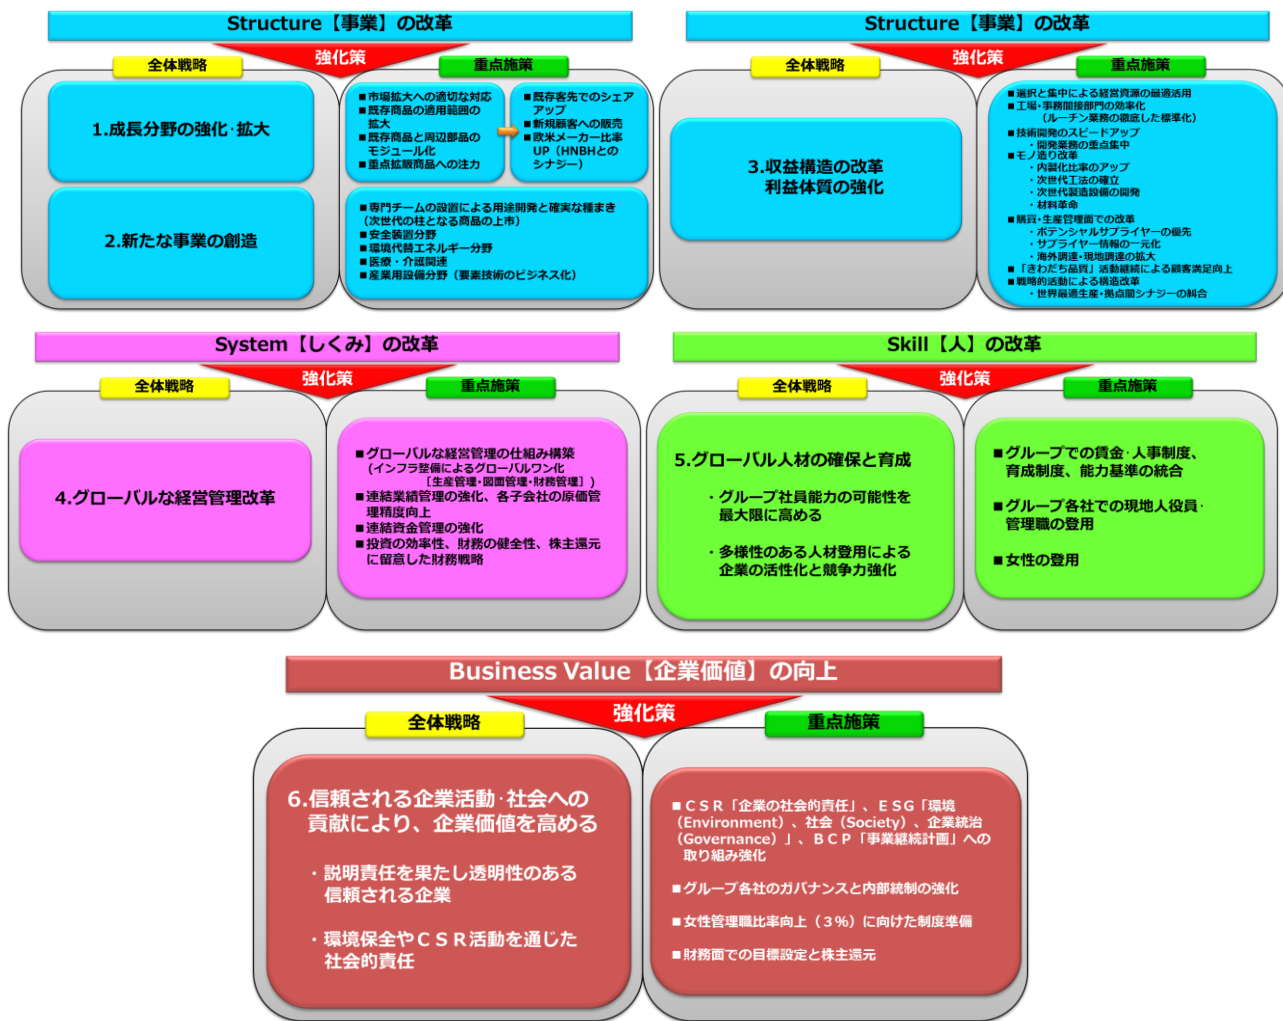 Structure【事業】の改革
強化策
全体戦略
重点施策
1.成長分野の強化･拡大
■市場拡大への適切な対応
■既存商品の適用範囲の
拡大
■既存商品と周辺部品の
モジュール化
■重点拡販商品への注力
■既存客先でのシェア
アップ
■新規顧客への販売
■欧米メーカー比率
UP（HNBHとの
シナジー）
2.新たな事業の創造
■専門チームの設置による用途開発と確実な種まき
（次世代の柱となる商品の上市）
■安全装置分野
■環境代替エネルギー分野
■医療・介護関連
■産業用設備分野（要素技術のビジネス化）
Structure【事業】の改革
強化策
全体戦略
重点施策
3.収益構造の改革
利益体質の強化
■選択と集中による経営資源の最適活用
■工場・事務間接部門の効率化
（ルーチン業務の徹底した標準化）
■技術開発のスピードアップ
・開発業務の重点集中
■モノ造り改革
・内製化比率のアップ
・次世代工法の確立
・次世代製造設備の開発
・材料革命
■購買・生産管理面での改革
・ポテンシャルサプライヤーの優先
・サプライヤー情報の一元化
・海外調達・現地調達の拡大
■「きわだち品質」活動継続による顧客満足向上
■戦略的活動による構造改革
・世界最適生産・拠点間シナジーの糾合
System【しくみ】の改革
強化策
全体戦略
重点施策
4.グローバルな経営管理改革
■グローバルな経営管理の仕組み構築
(インフラ整備によるグローバルワン化
［生産管理・図面管理・財務管理］)
■連結業績管理の強化、各子会社の原価管
理精度向上
■連結資金管理の強化
■投資の効率性、財務の健全性、株主還元
に留意した財務戦略
Skill【人】の改革
強化策
全体戦略
重点施策
5.グローバル人材の確保と育成
・グループ社員能力の可能性を
最大限に高める
・多様性のある人材登用による
企業の活性化と競争力強化
■グループでの賃金･人事制度、
育成制度、能力基準の統合
■グループ各社での現地人役員･
管理職の登用
■女性の登用
Business Value【企業価値】の向上
強化策
全体戦略
重点施策
6.信頼される企業活動･社会への
貢献により、企業価値を高める
・説明責任を果たし透明性のある
信頼される企業
・環境保全やＣＳＲ活動を通じた
社会的責任
■ＣＳＲ「企業の社会的責任」、ＥＳＧ「環境
（Environment）、社会（Society）、企業統治
（Governance）」、ＢＣＰ「事業継続計画」への
取り組み強化
■グループ各社のガバナンスと内部統制の強化
■女性管理職比率向上（３％）に向けた制度準備
■財務面での目標設定と株主還元